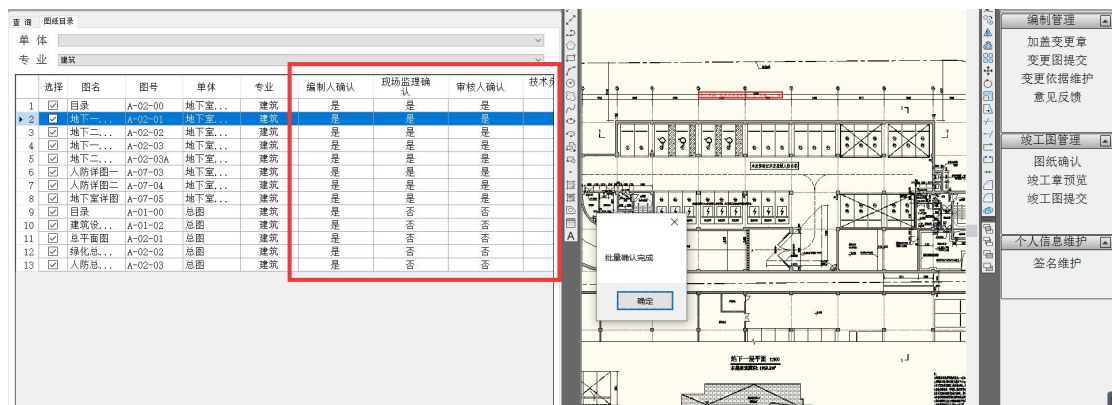 查 询 图纸目录
单 体
专 业 建筑
选择 图名 图号 单体 专业 编制人确认 现场监理确认 审核人确认 技术负
1 目录 A-02-00 地下室... 建筑 是 是 是
2 地下一... A-02-01 地下室... 建筑 是 是 是
3 地下二... A-02-02 地下室... 建筑 是 是 是
4 地下一... A-02-03 地下室... 建筑 是 是 是
5 地下二... A-02-03A 地下室... 建筑 是 是 是
6 人防详图一 A-07-03 地下室... 建筑 是 是 是
7 人防详图二 A-07-04 地下室... 建筑 是 是 是
8 地下室详图 A-07-05 地下室... 建筑 是 是 是
9 目录 A-01-00 总图 建筑 是 否 否
10 建筑设... A-01-02 总图 建筑 是 否 否
11 总平面图 A-02-01 总图 建筑 是 否 否
12 绿化总... A-02-02 总图 建筑 是 否 否
13 人防总... A-02-03 总图 建筑 是 否 否
批量确认完成
确定
地下一层平面 1:100
编制管理
加盖变更章
变更图提交
变更依据维护
意见反馈
竣工图管理
图纸确认
竣工章预览
竣工图提交
个人信息维护
签名维护